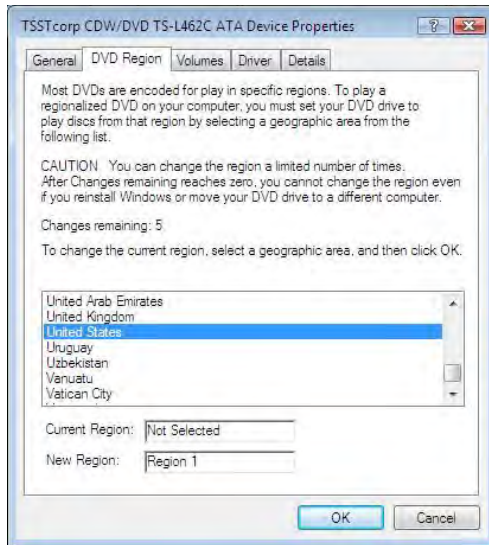 TSSTcorp CDW/DVD TS-L462C ATA Device Properties
General DVD Region Volumes Driver Details
Most DVDs are encoded for play in specific regions. To play a
regionalized DVD on your computer, you must set your DVD drive to
play discs from that region by selecting a geographic area from the
following list.
CAUTION You can change the region a limited number of times.
After Changes remaining reaches zero, you cannot change the region even
if you reinstall Windows or move your DVD drive to a different computer.
Changes remaining: 5
To change the current region, select a geographic area, and then click OK.
United Arab Emirates
United Kingdom
United States
Uruguay
Uzbekistan
Vanuatu
Vatican City
Current Region: Not Selected
New Region: Region 1
OK Cancel